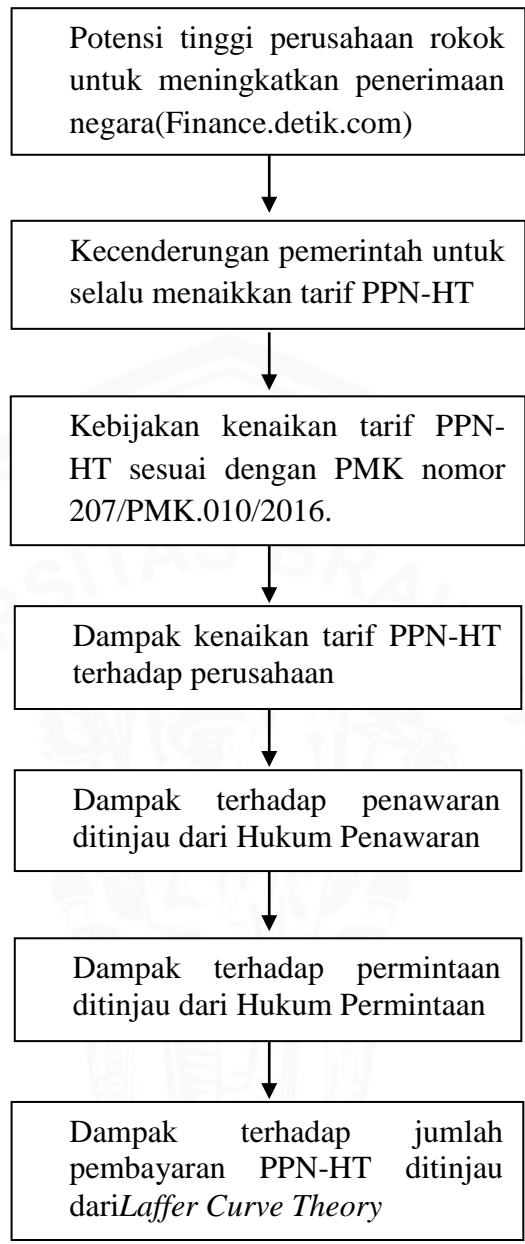 Potensi tinggi perusahaan rokok
untuk meningkatkan penerimaan
negara(Finance.detik.com)
Kecenderungan pemerintah untuk
selalu menaikkan tarif PPN-HT
Kebijakan kenaikan tarif PPN-
HT sesuai dengan PMK nomor
207/PMK.010/2016.
Dampak kenaikan tarif PPN-HT
terhadap perusahaan
Dampak terhadap penawaran
ditinjau dari Hukum Penawaran
Dampak terhadap permintaan
ditinjau dari Hukum Permintaan
Dampak terhadap jumlah
pembayaran PPN-HT ditinjau
dariLaffer Curve Theory